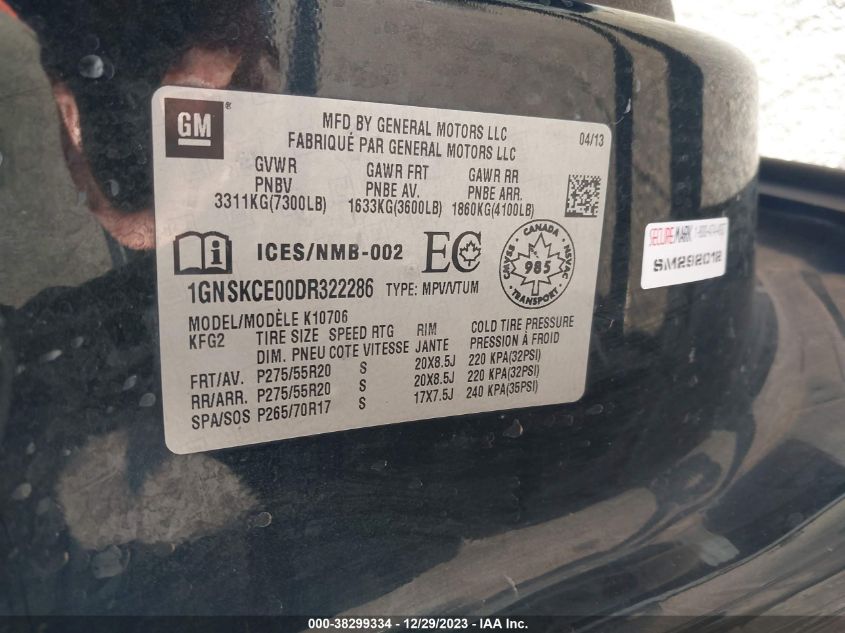 GM ®
MFD BY GENERAL MOTORS LLC
FABRIQUÉ PAR GENERAL MOTORS LLC
04/13
GVWR GAWR FRT GAWR RR
PNBV PNBE AV. PNBE ARR.
3311KG(7300LB) 1633KG(3600LB) 1860KG(4100LB)
i ICES/NMB-002 EC
CANADA
985
TRANSPORT
1GNSKCE00DR322286 TYPE: MPV/VTUM
MODEL/MODÈLE K10706
KFG2 TIRE SIZE SPEED RTG RIM COLD TIRE PRESSURE
DIM. PNEU COTE VITESSE JANTE PRESSION À FROID
FRT/AV. P275/55R20 S 20X8.5J 220 KPA(32PSI)
RR/ARR. P275/55R20 S 20X8.5J 220 KPA(32PSI)
SPA/SOS P265/70R17 S 17X7.5J 240 KPA(35PSI)
SECUREMARK
SM292012
000-38299334 - 12/29/2023 - IAA Inc.